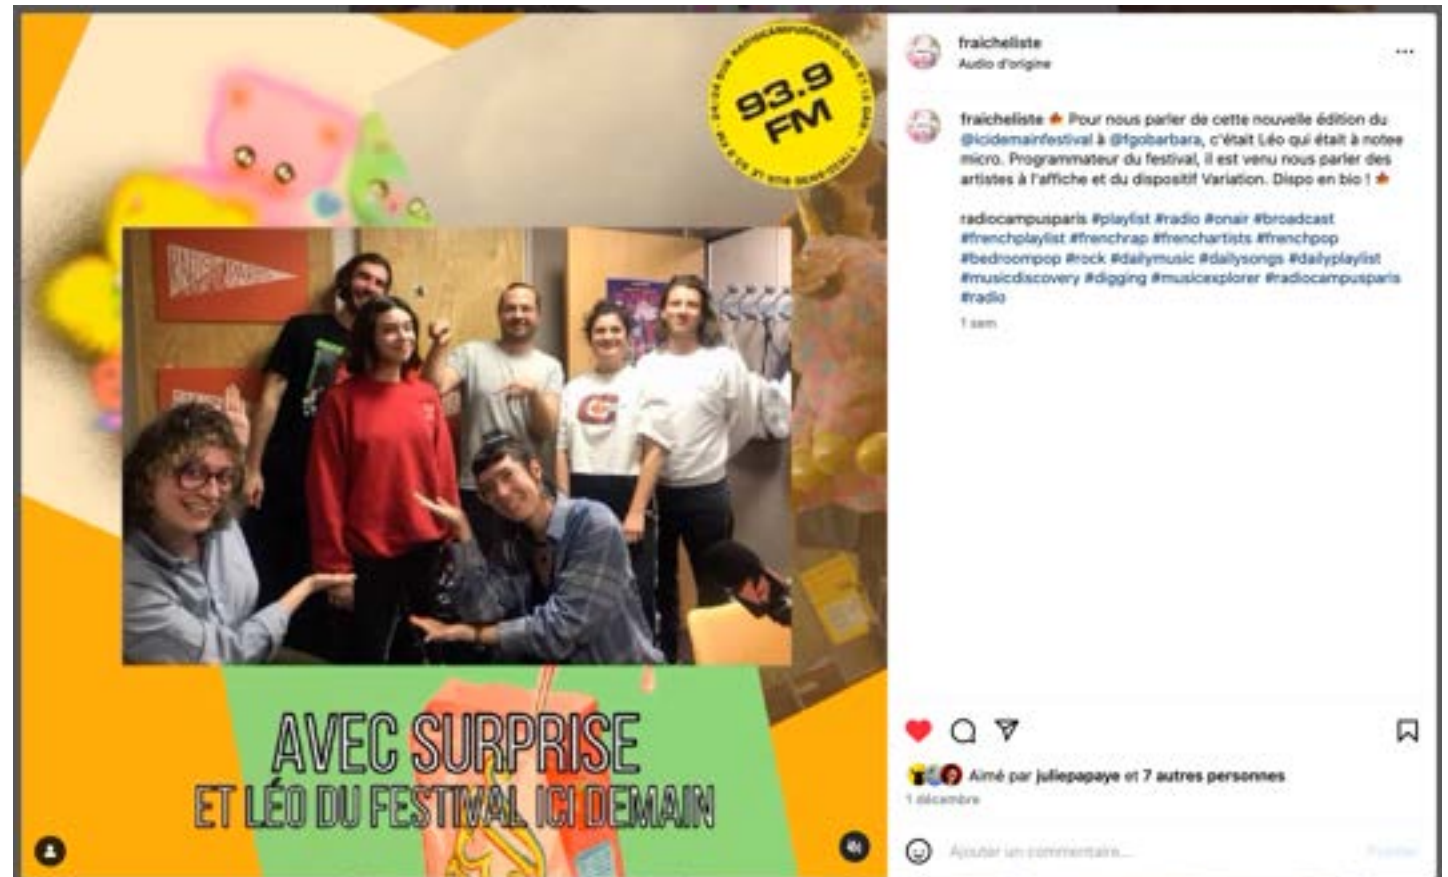 93.9
FM
AVEC SURPRISE
ET LÉO DU FESTIVAL ICI DEMAIN
fraicheliste
Audio d'origine
fraicheliste 🍁 Pour nous parler de cette nouvelle édition du
@icidemainfestival à @fgobarbara, c'était Léo qui était à notee
micro. Programmateur du festival, il est venu nous parler des
artistes à l'affiche et du dispositif Variation. Dispo en bio ! 🍁
radiocampusparis #playlist #radio #onair #broadcast
#frenchplaylist #frenchrap #frenchartists #frenchpop
#bedroompop #rock #dailymusic #dailysongs #dailyplaylist
#musicdiscovery #digging #musicexplorer #radiocampusparis
#radio
1 sem
Aimé par juliepapaye et 7 autres personnes
1 décembre
Ajouter un commentaire...
Publier